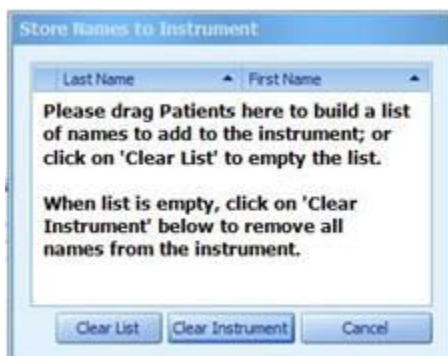 Store Names to Instrument
Last Name First Name
Please drag Patients here to build a list
of names to add to the instrument; or
click on 'Clear List' to empty the list.
When list is empty, click on 'Clear
Instrument' below to remove all
names from the instrument.
Clear List Clear Instrument Cancel